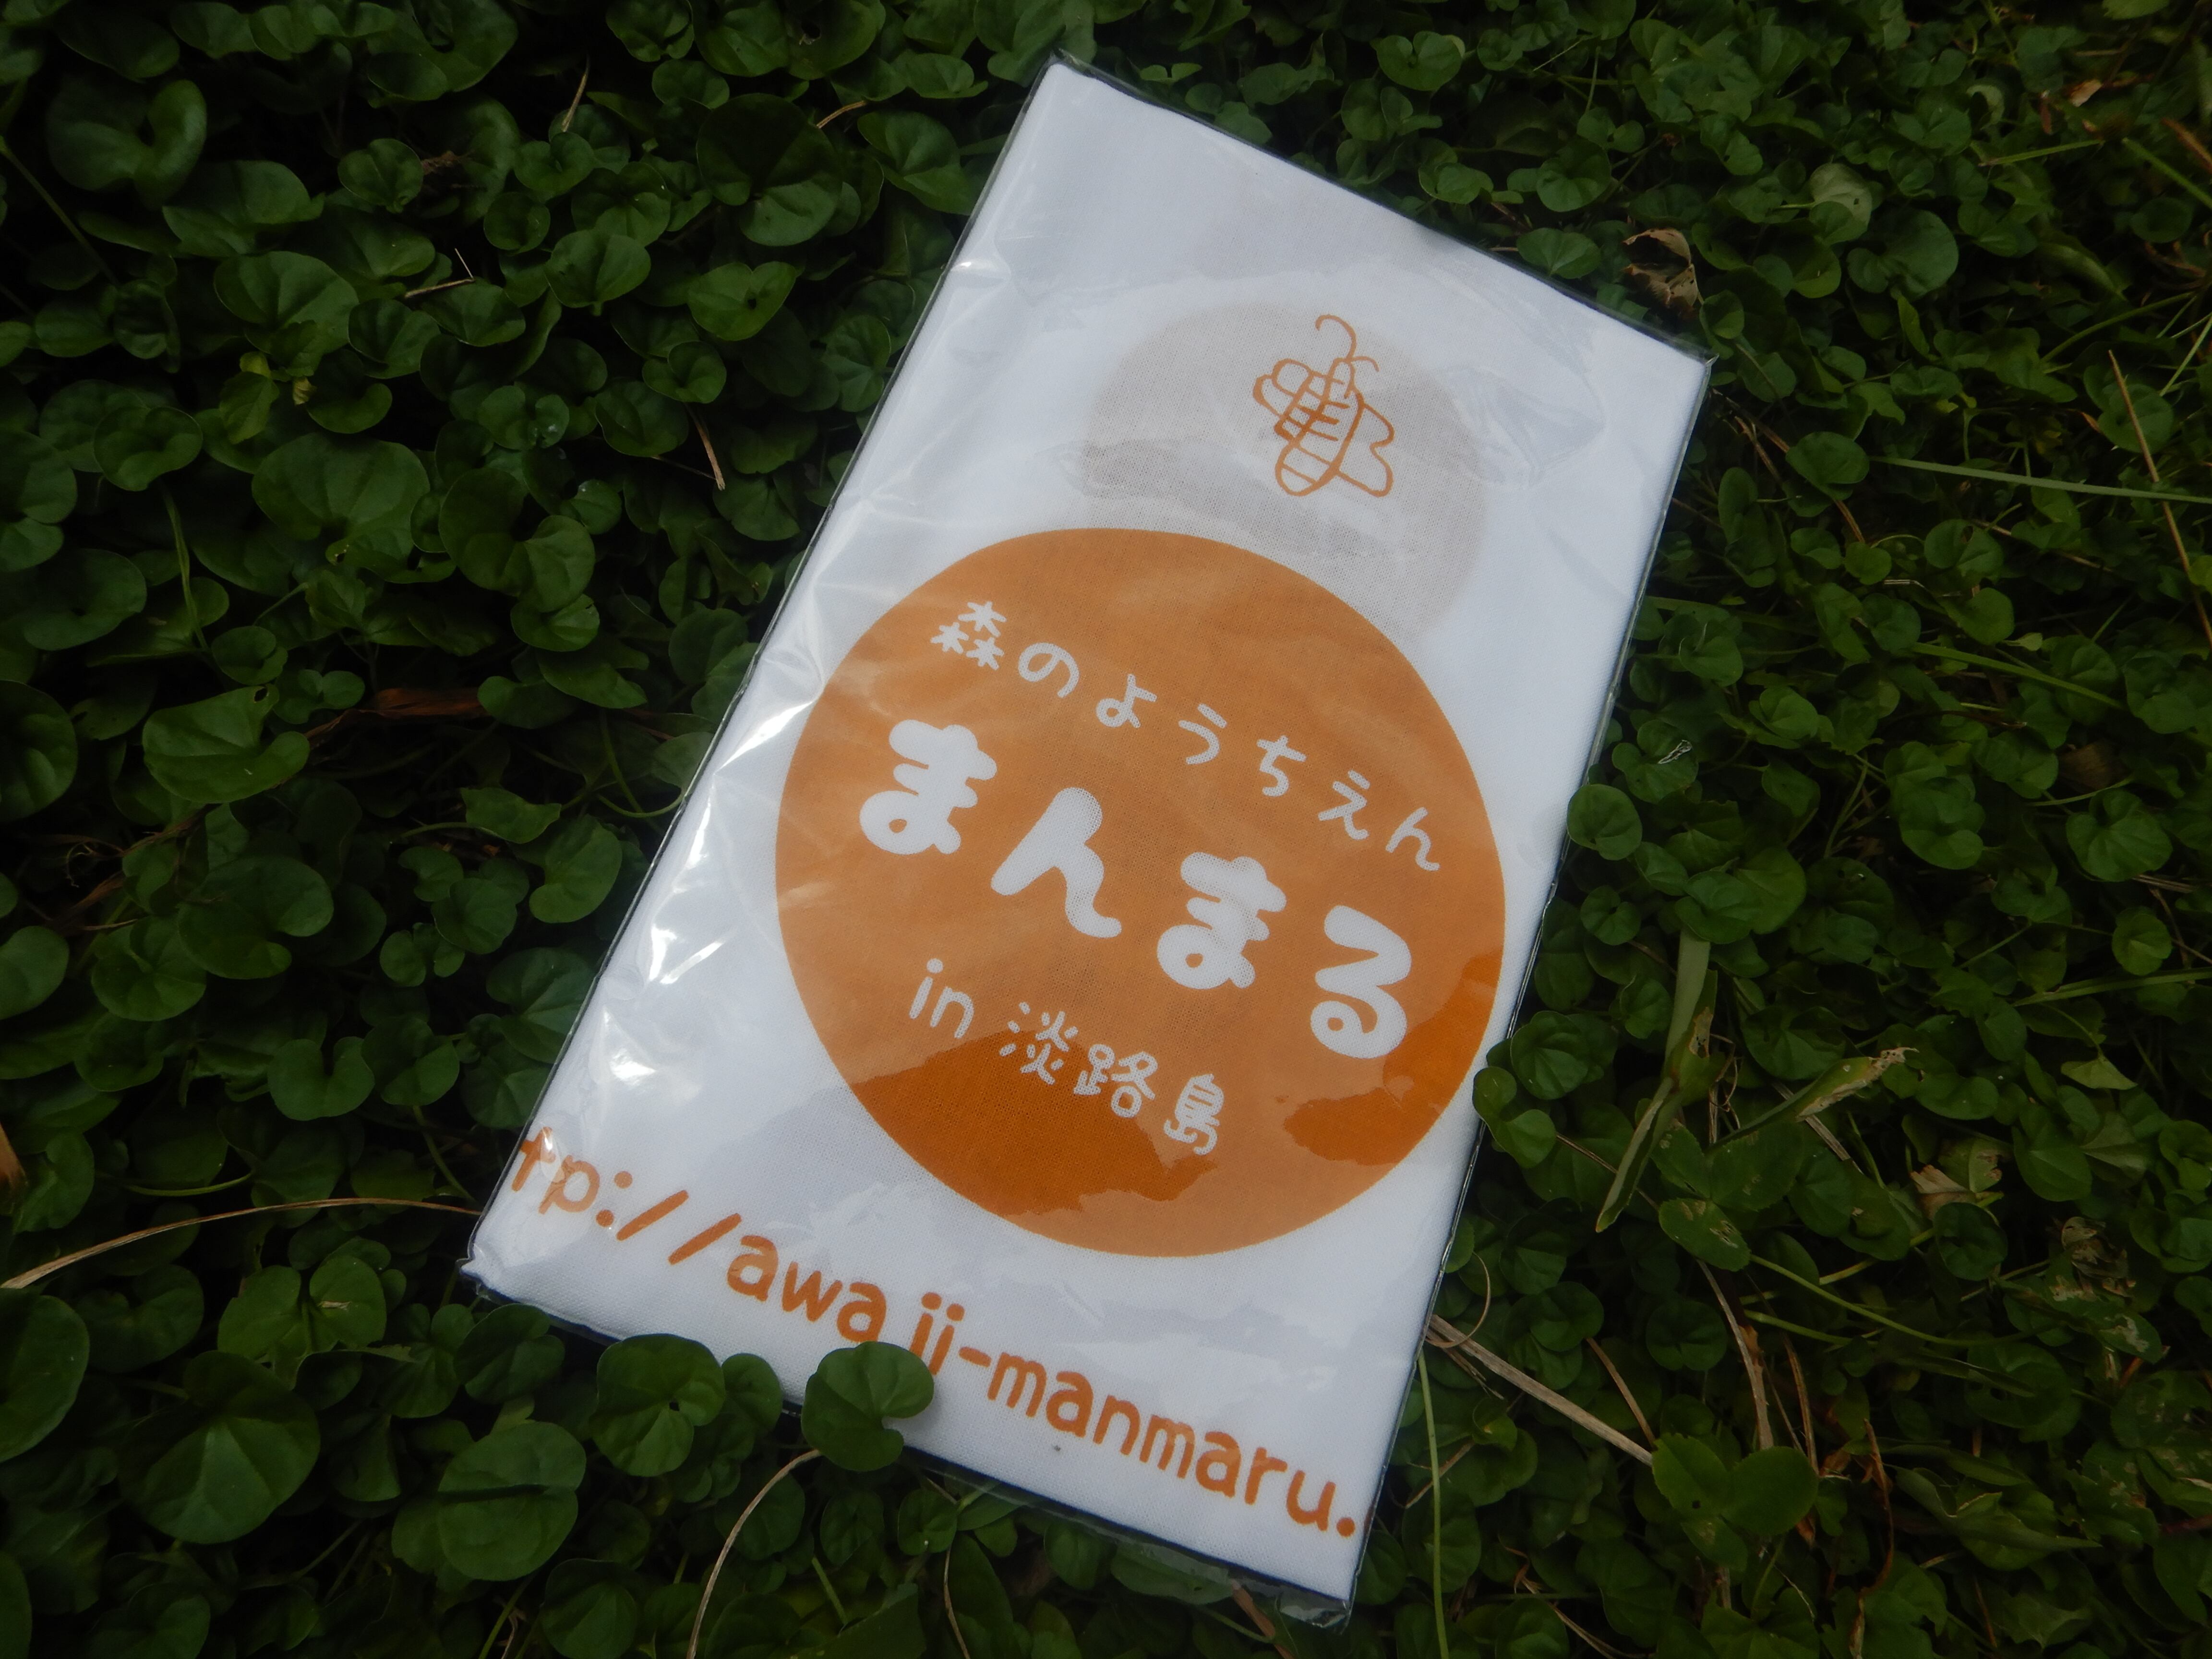 森のようちえん
まんまる
in 淡路島
tp://awaji-manmaru.